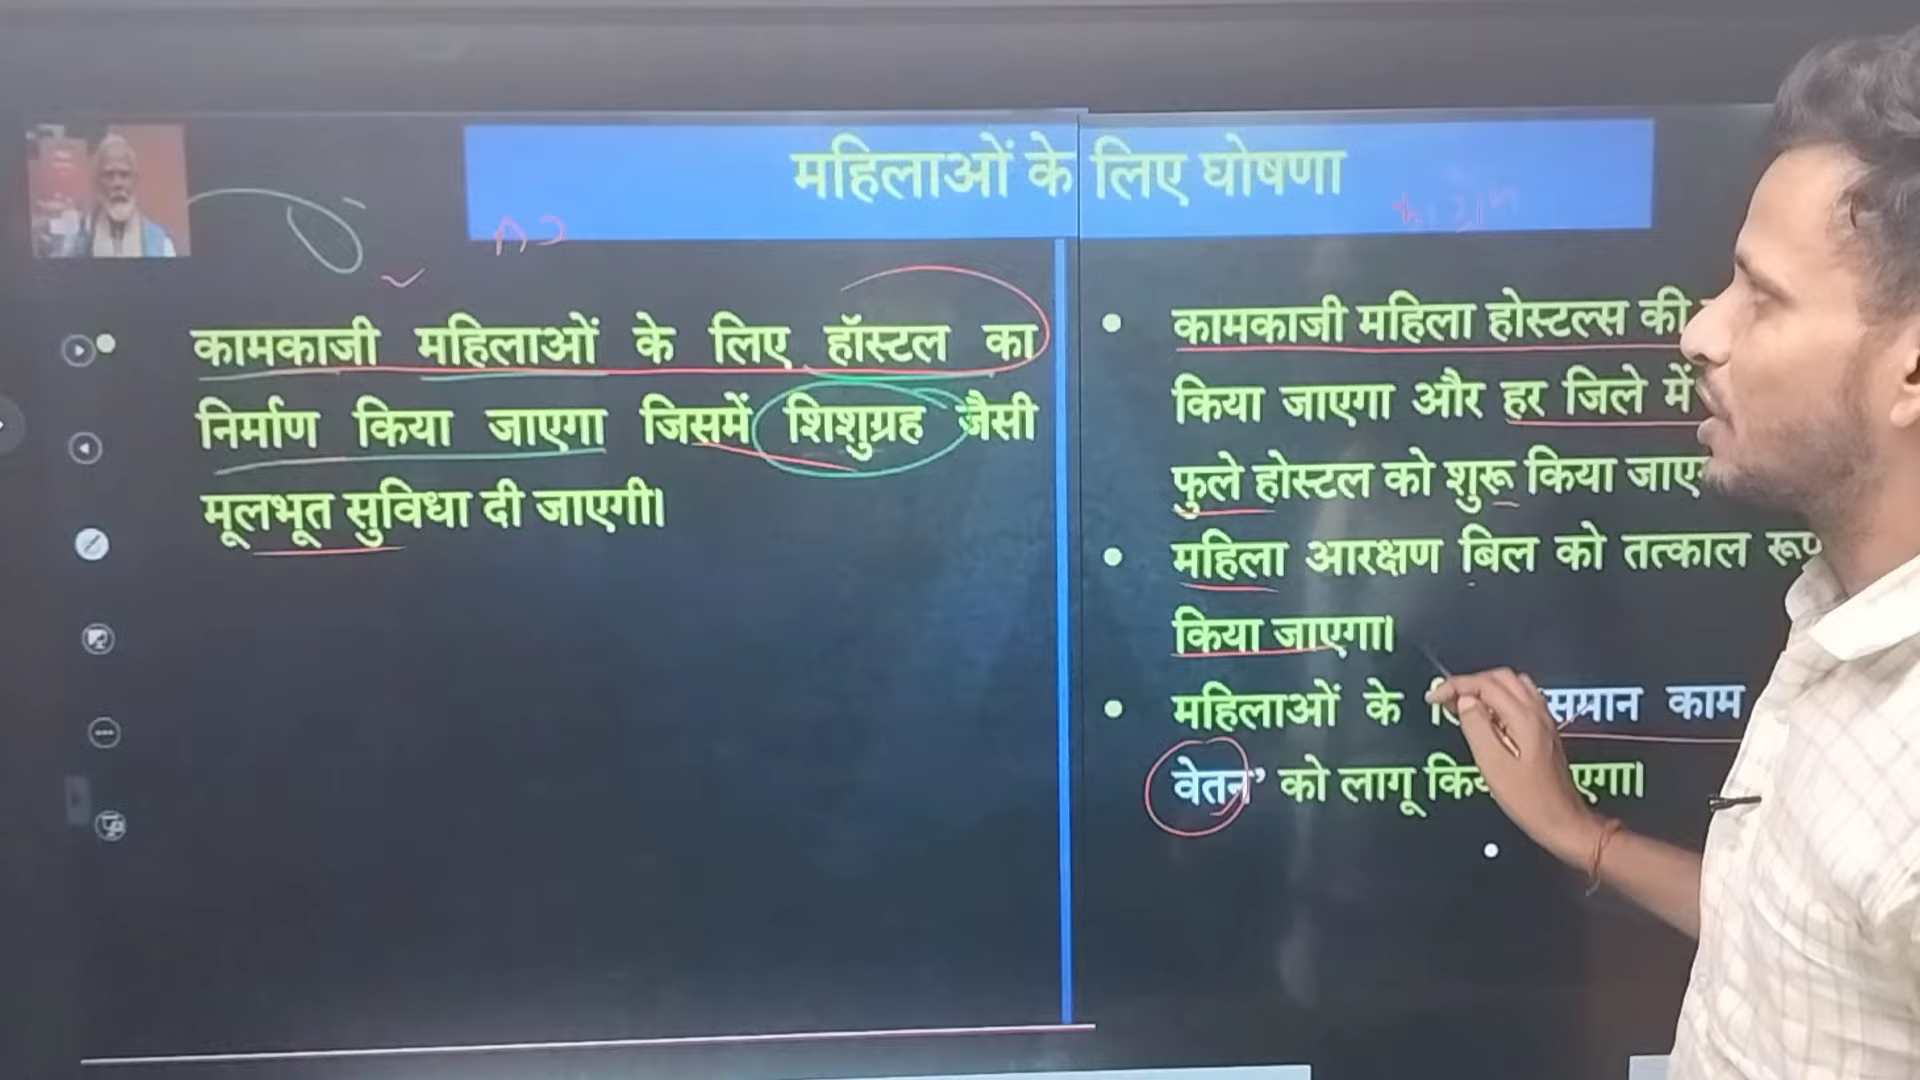 महिलाओं के लिए घोषणा
कामकाजी महिलाओं के लिए हॉस्टल का
निर्माण किया जाएगा जिसमें शिशुग्रह जैसी
मूलभूत सुविधा दी जाएगी।
कामकाजी महिला होस्टल्स की
किया जाएगा और हर जिले में
फुले होस्टल को शुरू किया
महिला आरक्षण बिल को तत्काल
किया जाएगा।
महिलाओं के समान काम
वेतन’ को लागू